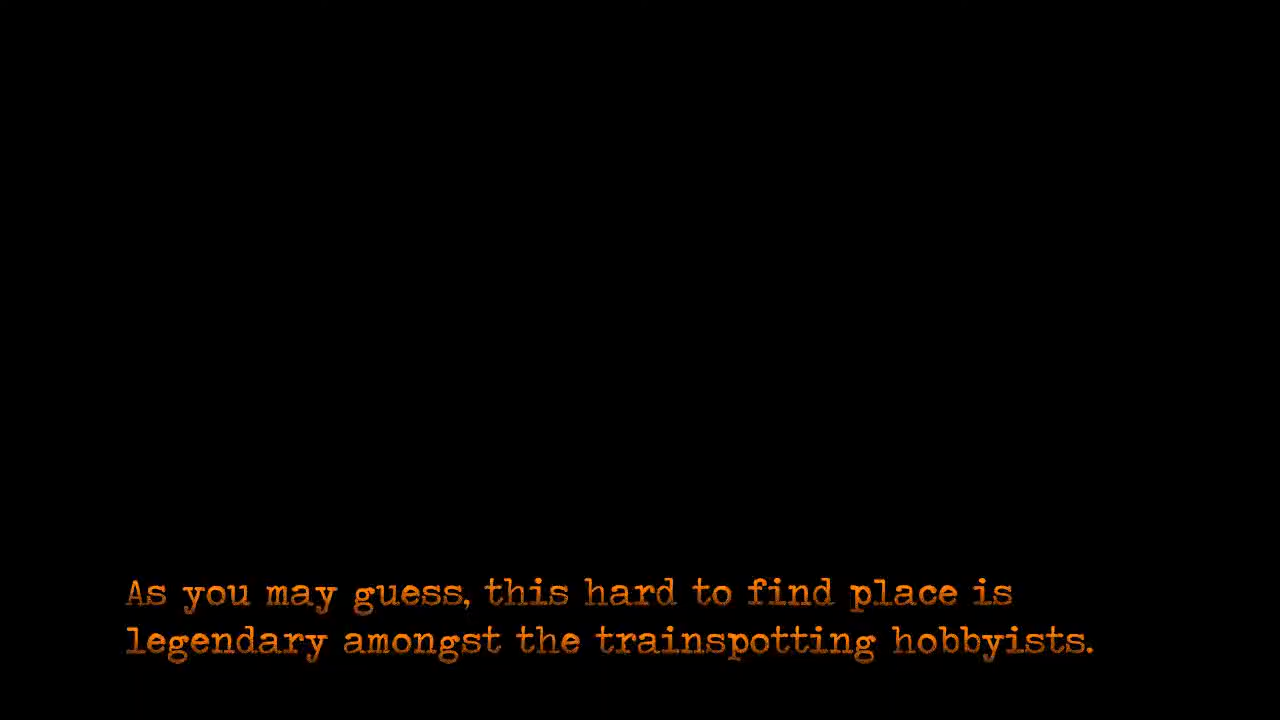 As you may guess, this hard to find place is
legendary amongst the trainspotting hobbyists.